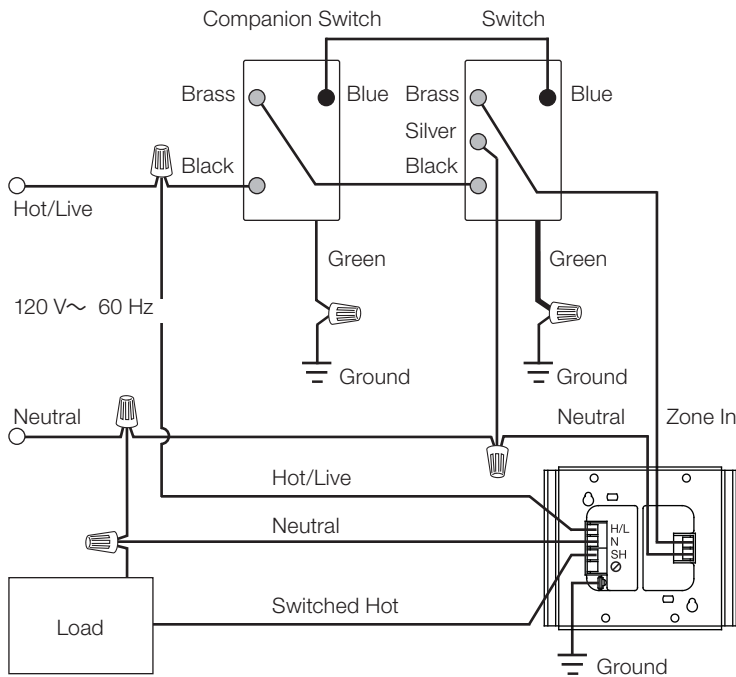 Companion Switch
Switch
Brass
Blue
Brass
Blue
Silver
Black
Black
Hot/Live
Green
Green
120 V～ 60 Hz
Ground
Ground
Neutral
Neutral
Zone In
Hot/Live
H/L
Neutral
N
SH
Switched Hot
Load
Ground